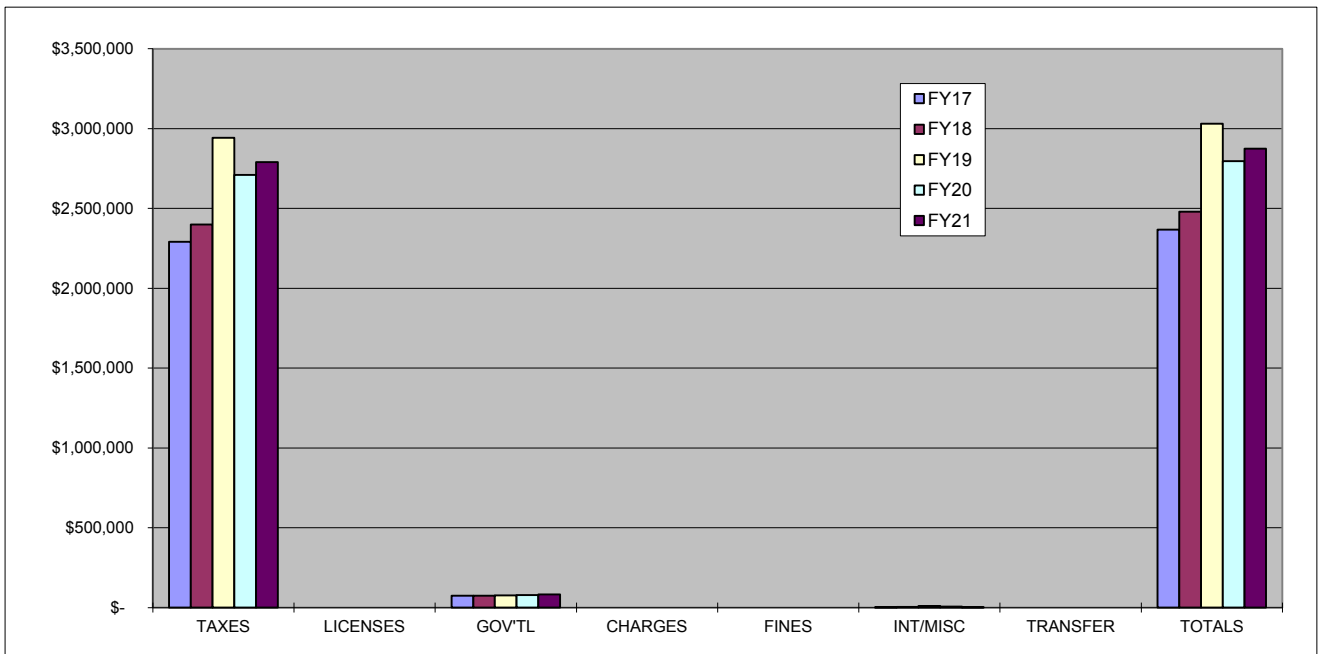 $3,500,000
$3,000,000
$2,500,000
$2,000,000
$1,500,000
$1,000,000
$500,000
$-
FY17
FY18
FY19
FY20
FY21
TAXES LICENSES GOV'TL CHARGES FINES INT/MISC TRANSFER TOTALS